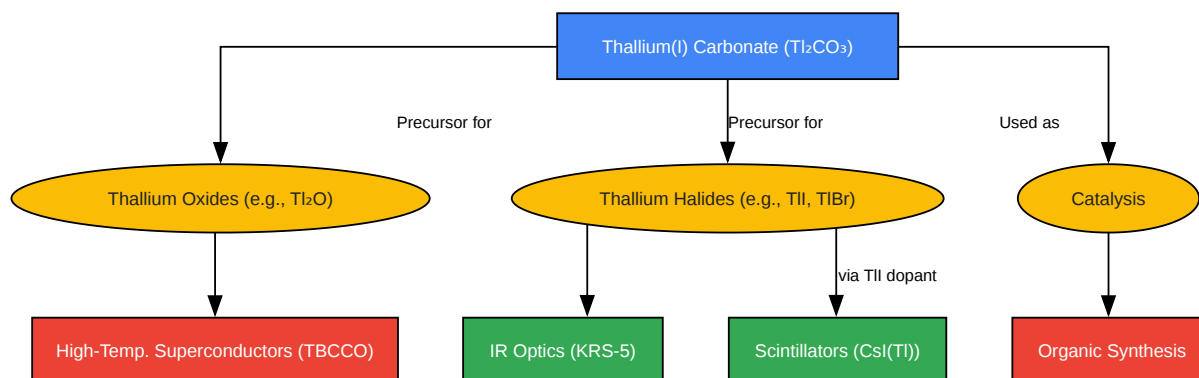 Thallium(I) Carbonate (Tl₂CO₃)
Precursor for
Precursor for
Used as
Thallium Oxides (e.g., Tl₂O)
Thallium Halides (e.g., TlI, TlBr)
Catalysis
via TlI dopant
High-Temp. Superconductors (TBCCO)
IR Optics (KRS-5)
Scintillators (CsI(Tl))
Organic Synthesis